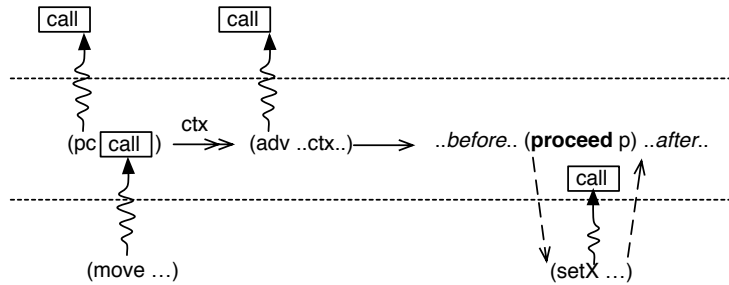 call call
ctx
(pc call ) (adv ..ctx..) ..before.. (proceed p) ..after..
call
(move …) (setX …)